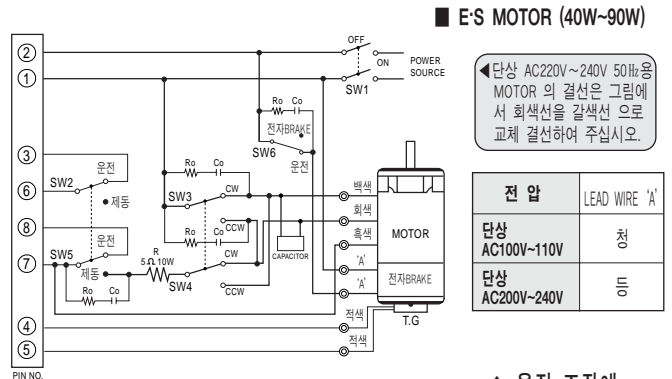 ■ E'S MOTOR (40W~90W)
◀단상 AC220V~240V 50㎐용
MOTOR 의 결선은 그림에
서 회색선을 갈색선 으로
교체 결선하여 주십시오.
전 압
LEAD WIRE 'A'
단상
AC100V~110V
청
단상
AC200V~240V
등
②
①
③
⑥
⑧
⑦
④
⑤
PIN NO.
OFF
ON
POWER
SOURCE
SW1
Ro Co
전자BRAKE
SW6
운전
운전
SW2
제동
Ro Co
SW3
CW
CCW
Ro Co
CW
CCW
SW4
CAPACITOR
운전
SW5
제동
R
5Ω 10W
Ro Co
백색
회색
흑색
'A'
'A'
적색
적색
MOTOR
전자BRAKE
T.G